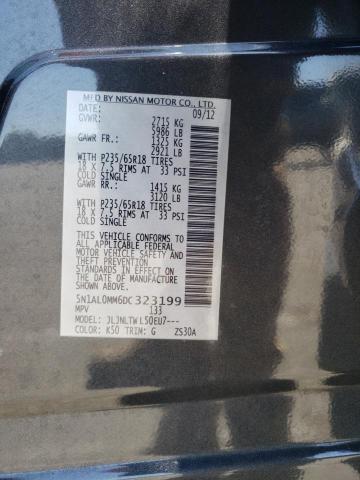 MFD BY NISSAN MOTOR CO., LTD.
DATE: 09/12
GVWR: 2715 KG
5986 LB
GAWR FR: 1325 KG
2921 LB
WITH P235/65R18 TIRES
18 X 7.5 RIMS AT 33 PSI
COLD SINGLE
GAWR RR: 1415 KG
3120 LB
WITH P235/65R18 TIRES
18 X 7.5 RIMS AT 33 PSI
COLD SINGLE
THIS VEHICLE CONFORMS TO
ALL APPLICABLE FEDERAL
MOTOR VEHICLE SAFETY
STANDARDS IN EFFECT ON THE
DATE OF MANUFACTURE
SHOWN ABOVE.
5N1AL0MM6DC323199
MPV 133
MODEL: JLJNLTWL50EU7---
COLOR: K50 TRIM: G ZS30A